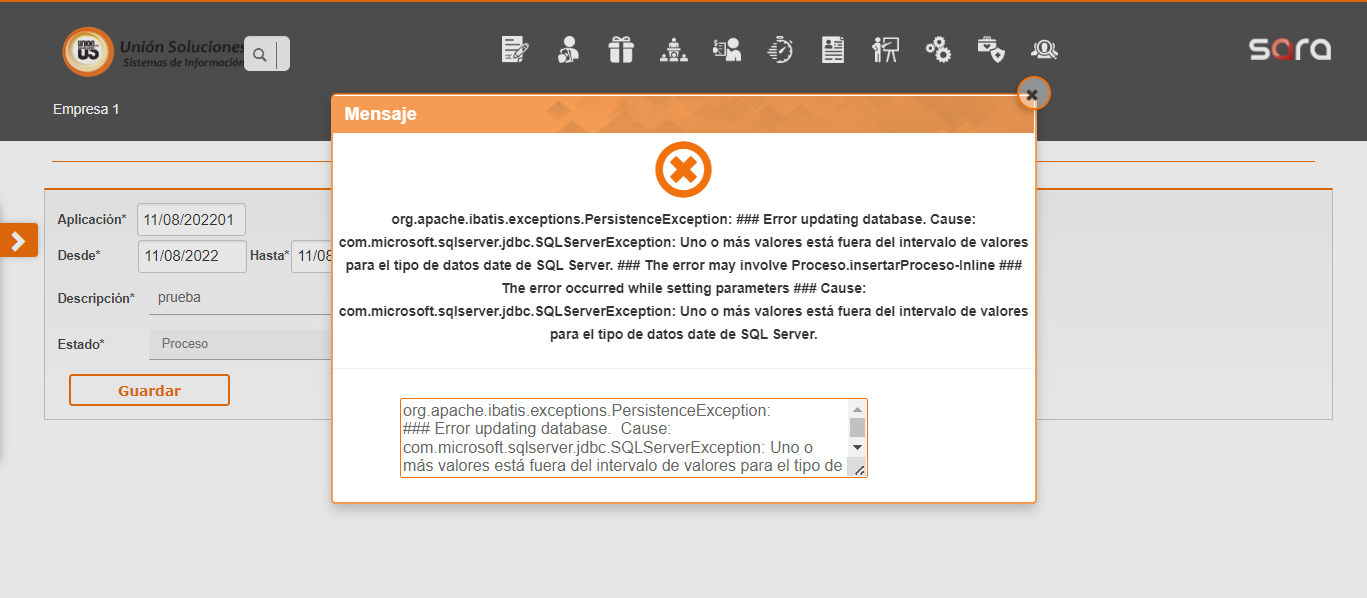 UNION
US
Unión Soluciones
Sistemas de Información
sara
Empresa 1
Mensaje
org.apache.ibatis.exceptions.PersistenceException: ### Error updating database. Cause:
com.microsoft.sqlserver.jdbc.SQLServerException: Uno o más valores está fuera del intervalo de valores
para el tipo de datos date de SQL Server. ### The error may involve Proceso.insertarProceso-Inline ###
The error occurred while setting parameters ### Cause:
com.microsoft.sqlserver.jdbc.SQLServerException: Uno o más valores está fuera del intervalo de valores
para el tipo de datos date de SQL Server.
Aplicación* 11/08/202201
Desde* 11/08/2022 Hasta* 11/08
Descripción* prueba
Estado* Proceso
Guardar
org.apache.ibatis.exceptions.PersistenceException:
### Error updating database.  Cause:
com.microsoft.sqlserver.jdbc.SQLServerException: Uno o
más valores está fuera del intervalo de valores para el tipo de